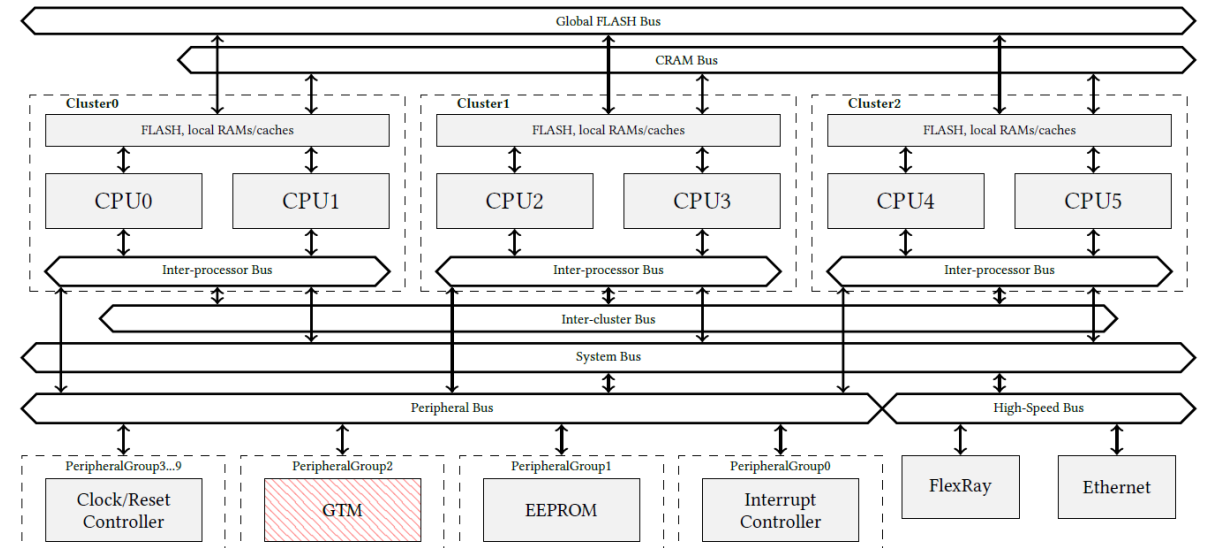 Global FLASH Bus
CRAM Bus
Cluster0
Cluster1
Cluster2
FLASH, local RAMs/caches
FLASH, local RAMs/caches
FLASH, local RAMs/caches
CPU0
CPU1
CPU2
CPU3
CPU4
CPU5
Inter-processor Bus
Inter-processor Bus
Inter-processor Bus
Inter-cluster Bus
System Bus
Peripheral Bus
High-Speed Bus
PeripheralGroup3...9
PeripheralGroup2
PeripheralGroup1
PeripheralGroup0
Clock/Reset
Controller
GTM
EEPROM
Interrupt
Controller
FlexRay
Ethernet